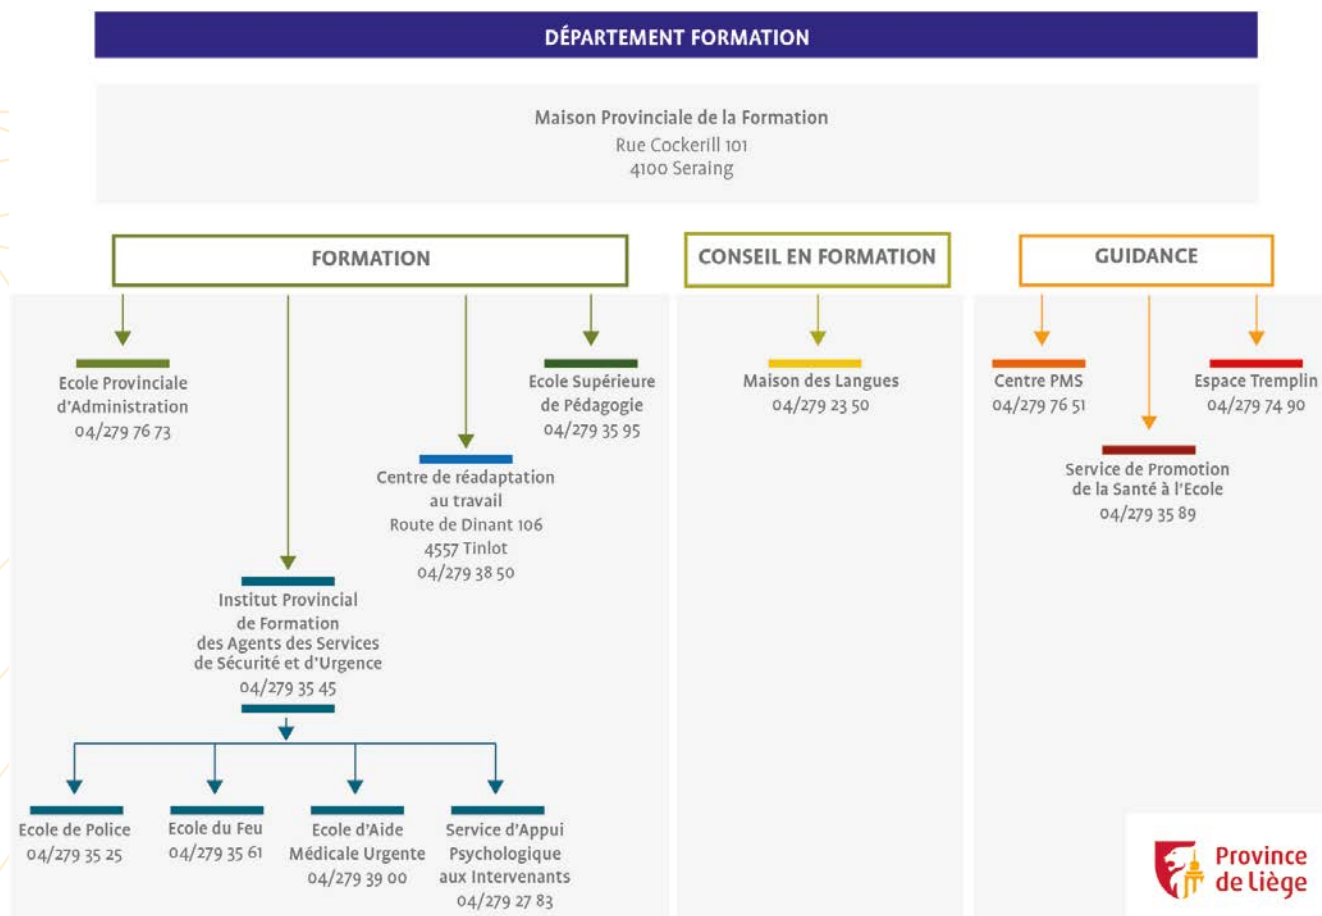 DÉPARTEMENT FORMATION
Maison Provinciale de la Formation
Rue Cockerill 101
4100 Seraing
FORMATION
CONSEIL EN FORMATION
GUIDANCE
Ecole Provinciale
d'Administration
04/279 76 73
Ecole Supérieure
de Pédagogie
04/279 35 95
Centre de réadaptation
au travail
Route de Dinant 106
4557 Tinlot
04/279 38 50
Institut Provincial
de Formation
des Agents des Services
de Sécurité et d'Urgence
04/279 35 45
Ecole de Police
04/279 35 25
Ecole du Feu
04/279 35 61
Ecole d'Aide
Médicale Urgente
04/279 39 00
Service d'Appui
Psychologique
aux Intervenants
04/279 27 83
Maison des Langues
04/279 23 50
Centre PMS
04/279 76 51
Espace Tremplin
04/279 74 90
Service de Promotion
de la Santé à l'Ecole
04/279 35 89
Province
de Liège